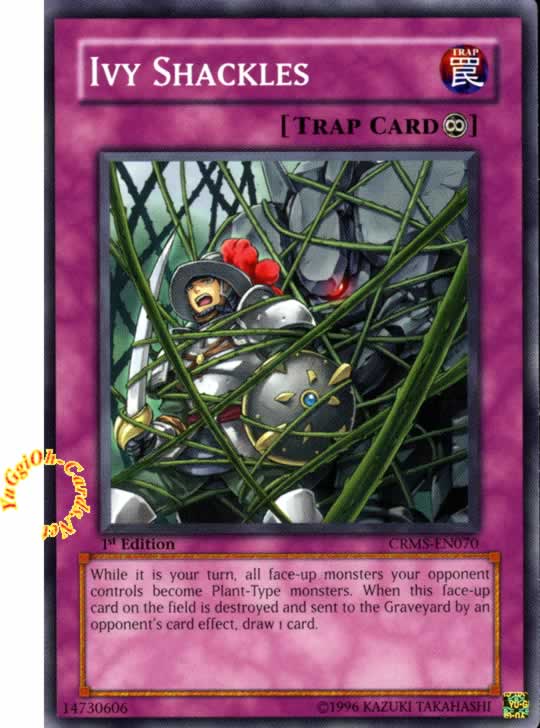 IVY SHACKLES
TRAP
罠
[TRAP CARD ]
YuGgiOh-Cards.Net
1st Edition
CRMS-EN070
While it is your turn, all face-up monsters your opponent
controls become Plant-Type monsters. When this face-up
card on the field is destroyed and sent to the Graveyard by an
opponent's card effect, draw 1 card.
14730606
©1996 KAZUKI TAKAHASHI